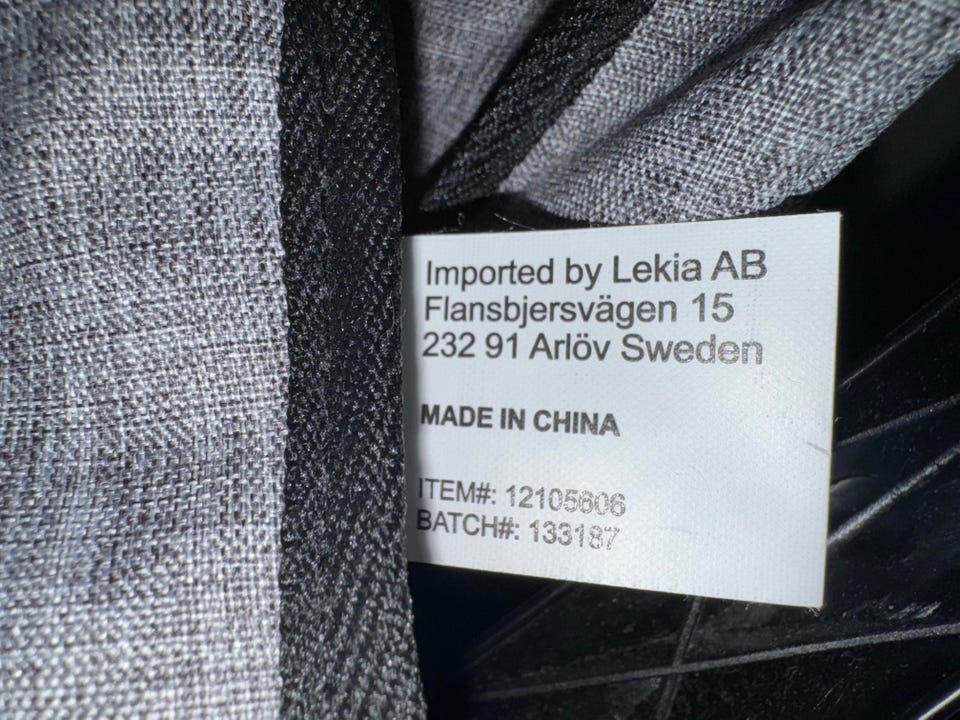 Imported by Lekia AB
Flansbjersvägen 15
232 91 Arlöv Sweden
MADE IN CHINA
ITEM#: 12105606
BATCH#: 133187